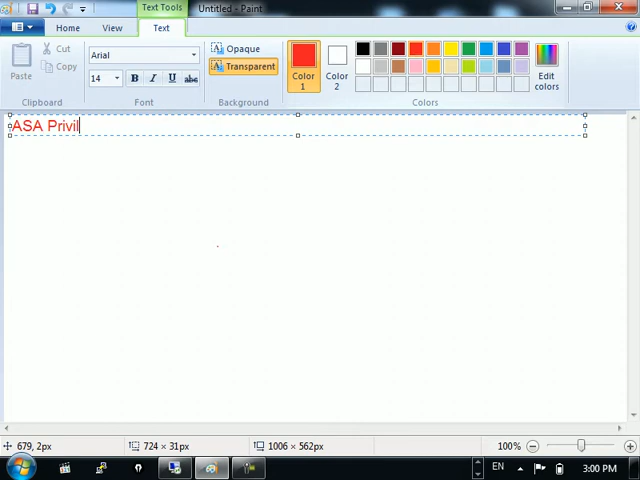 Text Tools
Untitled - Paint
Home
View
Text
Paste
Cut
Copy
Clipboard
Arial
14
B I U abc
Font
Opaque
Transparent
Background
Color 1
Color 2
Edit colors
Colors
ASA Privil
679, 2px
724 × 31px
1006 × 562px
100%
EN
3:00 PM